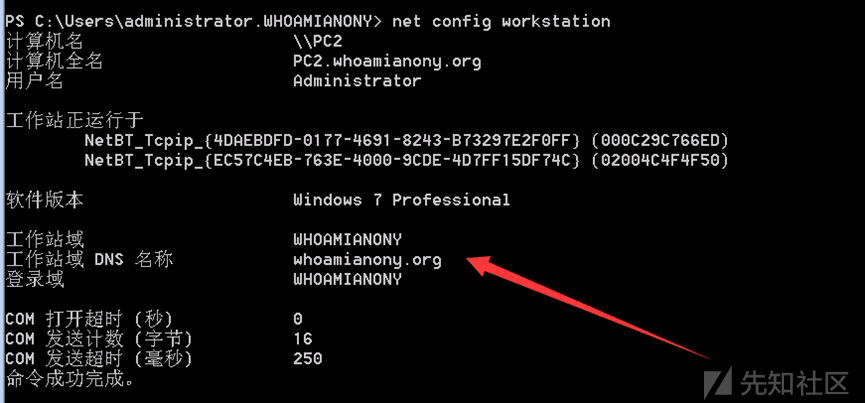 PS C:\Users\administrator.WHOAMIANONY> net config workstation
计算机名 \\PC2
计算机全名 PC2.whoamianony.org
用户名 Administrator
工作站正运行于
NetBT_Tcpip_{4DAEBDFD-0177-4691-8243-B73297E2F0FF} (000C29C766ED)
NetBT_Tcpip_{EC57C4EB-763E-4000-9CDE-4D7FF15DF74C} (02004C4F4F50)
软件版本 Windows 7 Professional
工作站域 WHOAMIANONY
工作站域 DNS 名称 whoamianony.org
登录域 WHOAMIANONY
COM 打开超时 (秒) 0
COM 发送计数 (字节) 16
COM 发送超时 (毫秒) 250
命令成功完成。
先知社区